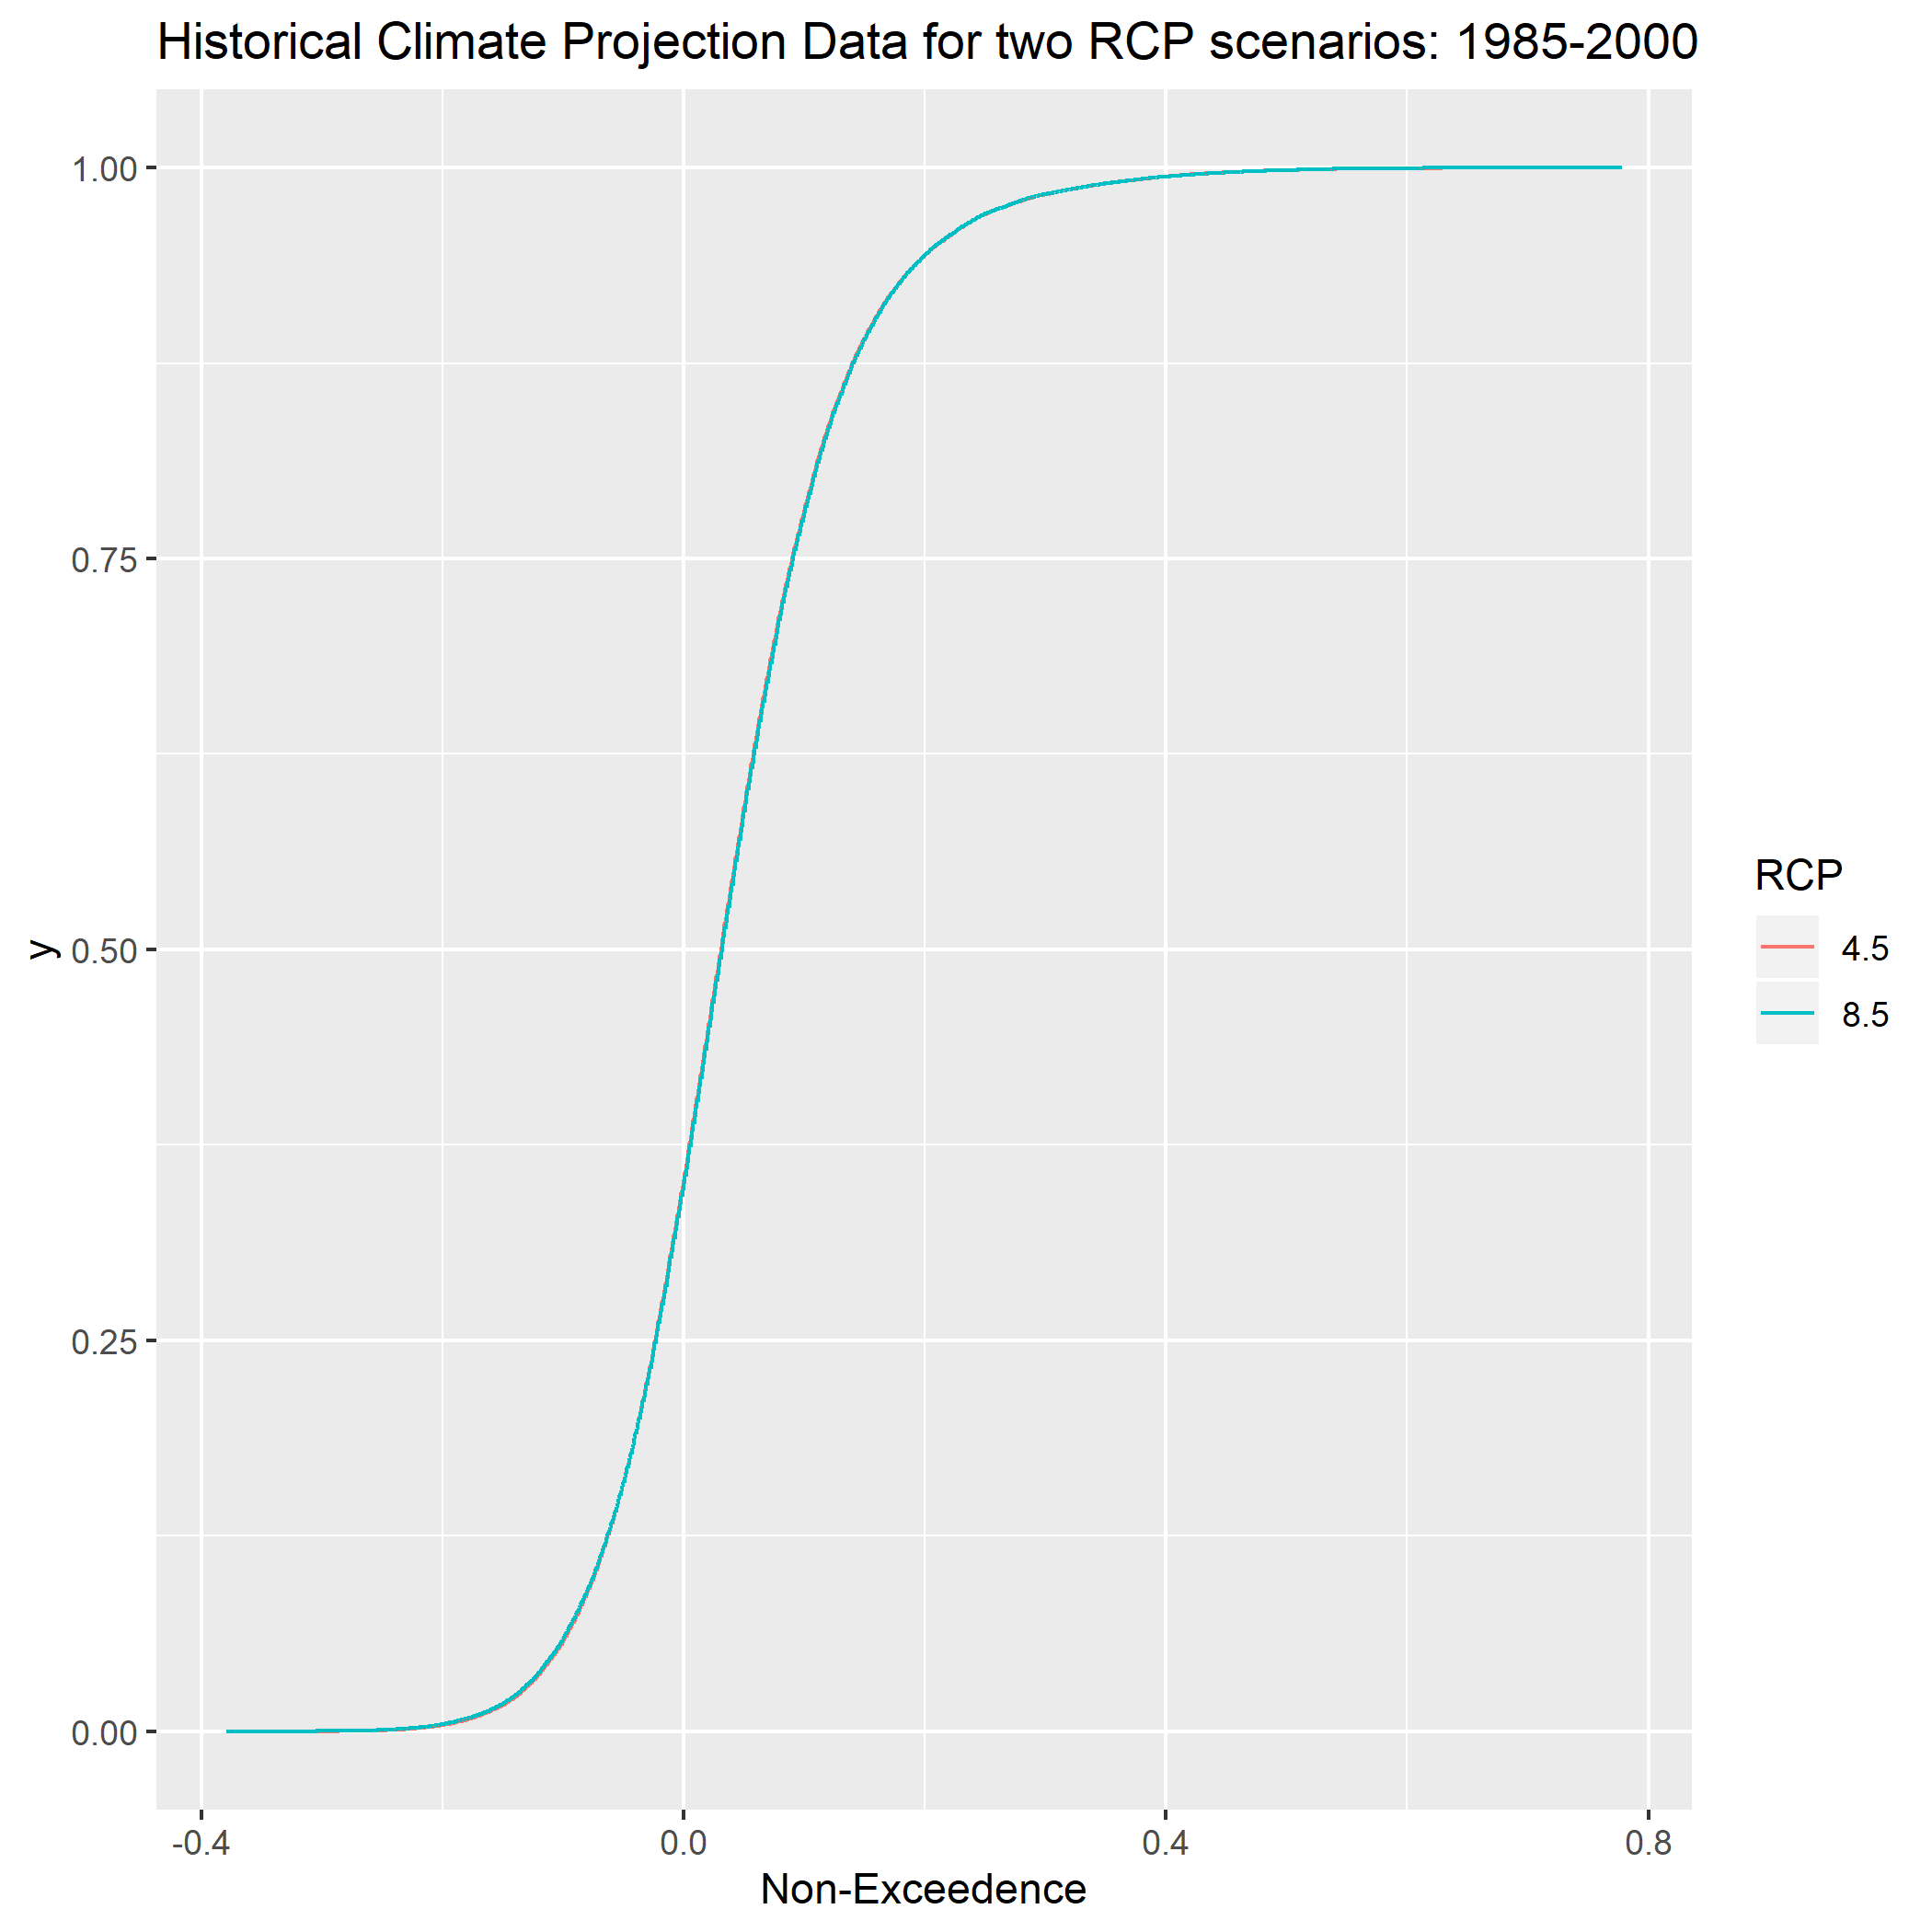 Historical Climate Projection Data for two RCP scenarios: 1985-2000
1.00
0.75
0.50
0.25
0.00
y
-0.4 0.0 0.4 0.8
Non-Exceedence
RCP
4.5
8.5